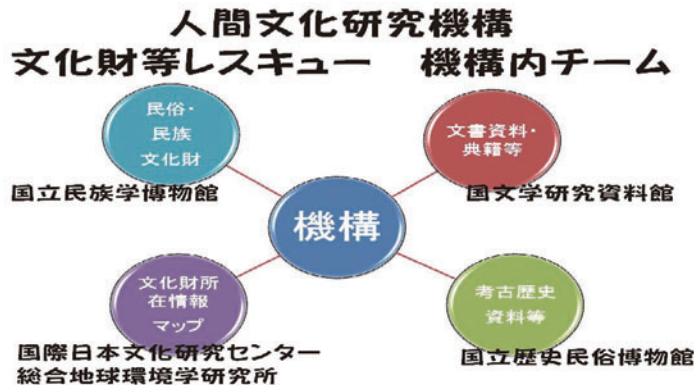 人間文化研究機構
文化財等レスキュー　機構内チーム
民俗・
民族
文化財
国立民族学博物館
文書資料・
典籍等
国文学研究資料館
機構
文化財所
在情報
マップ
国際日本文化研究センター
総合地球環境学研究所
考古歴史
資料等
国立歴史民俗博物館